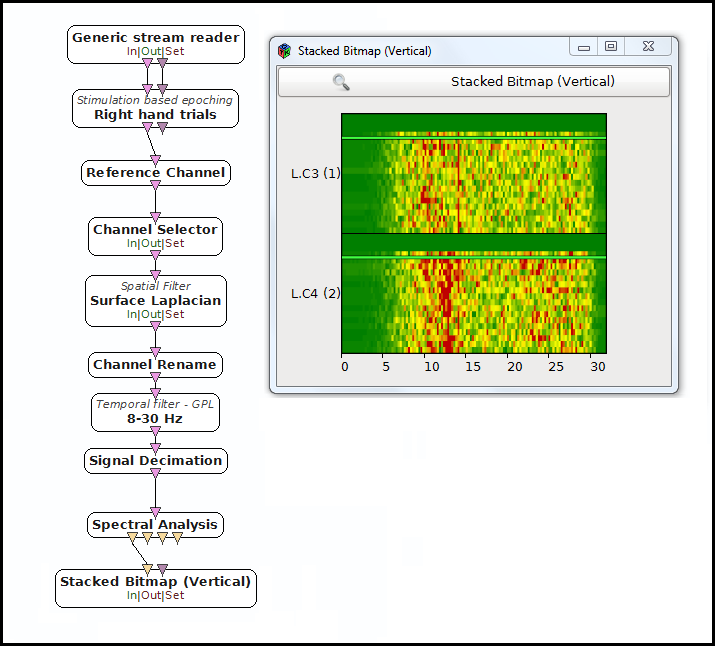 Generic stream reader
In|Out|Set
Stimulation based epoching
Right hand trials
Reference Channel
Channel Selector
In|Out|Set
Spatial Filter
Surface Laplacian
In|Out|Set
Channel Rename
Temporal filter - GPL
8-30 Hz
Signal Decimation
Spectral Analysis
Stacked Bitmap (Vertical)
In|Out|Set
Stacked Bitmap (Vertical)
Stacked Bitmap (Vertical)
L.C3 (1)
L.C4 (2)
0 5 10 15 20 25 30